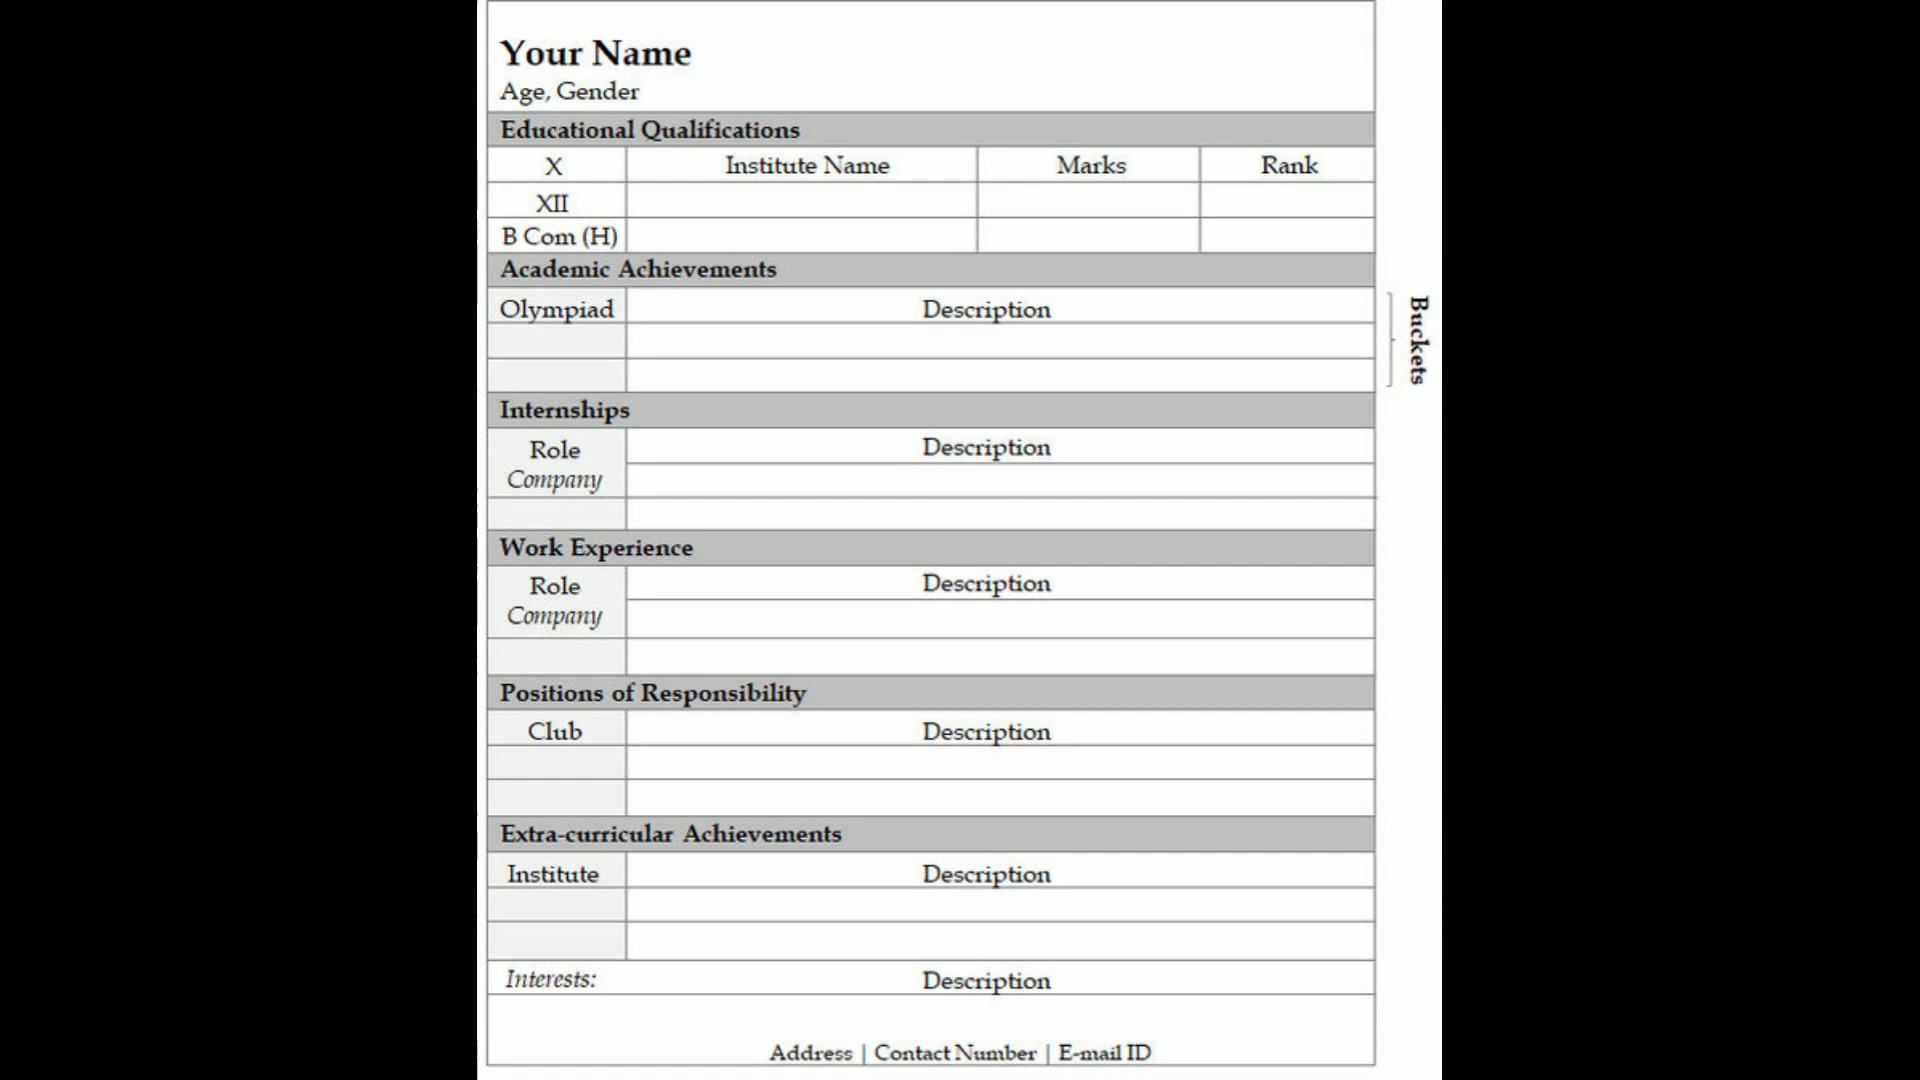 Your Name
Age, Gender
Educational Qualifications
X Institute Name Marks Rank
XII
B Com (H)
Academic Achievements
Olympiad Description
Buckets
Internships
Role Description
Company
Work Experience
Role Description
Company
Positions of Responsibility
Club Description
Extra-curricular Achievements
Institute Description
Interests: Description
Address | Contact Number | E-mail ID